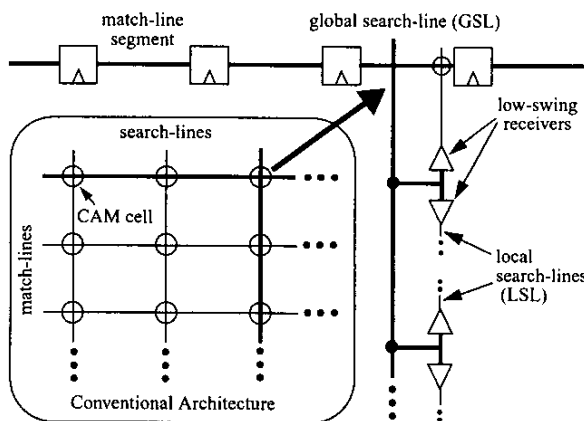 match-line
segment
global search-line (GSL)
search-lines
low-swing
receivers
CAM cell
match-lines
local
search-lines
(LSL)
Conventional Architecture